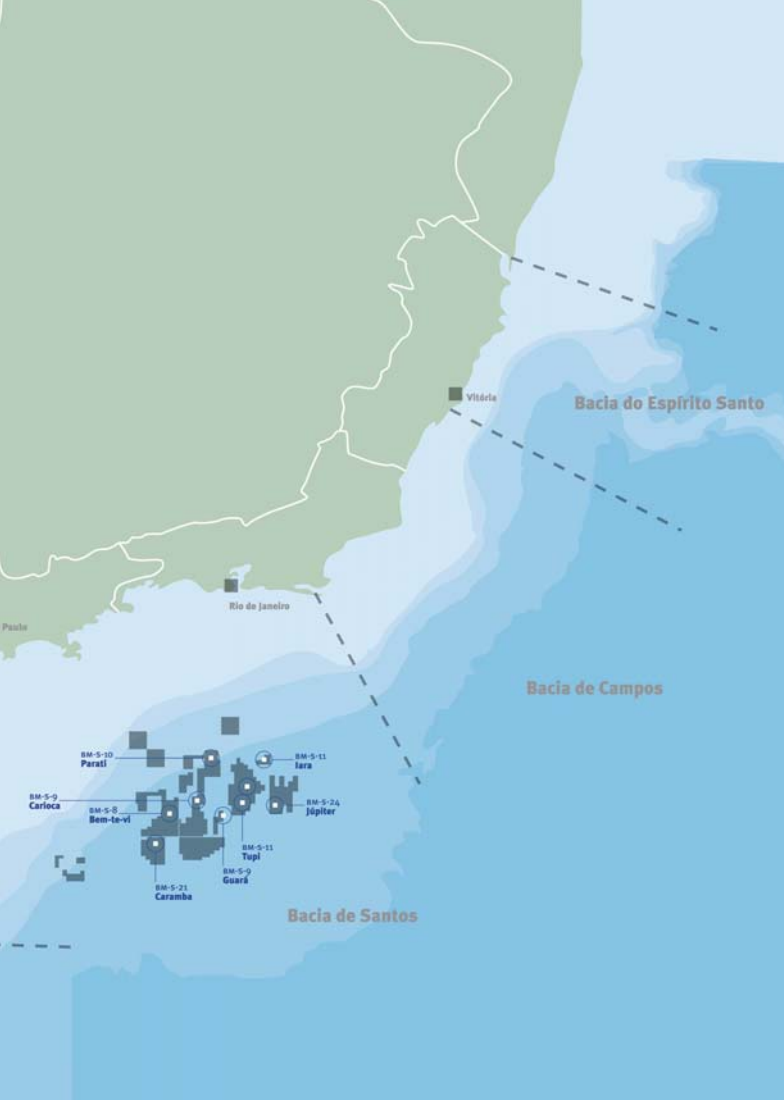 Vitória
Bacia do Espírito Santo
Rio de Janeiro
Paulo
Bacia de Campos
BM-S-10
Parati
BM-S-11
Iara
BM-S-9
Carioca
BM-S-8
Bem-te-vi
BM-S-24
Júpiter
BM-S-11
Tupi
BM-S-9
Guará
BM-S-21
Caramba
Bacia de Santos